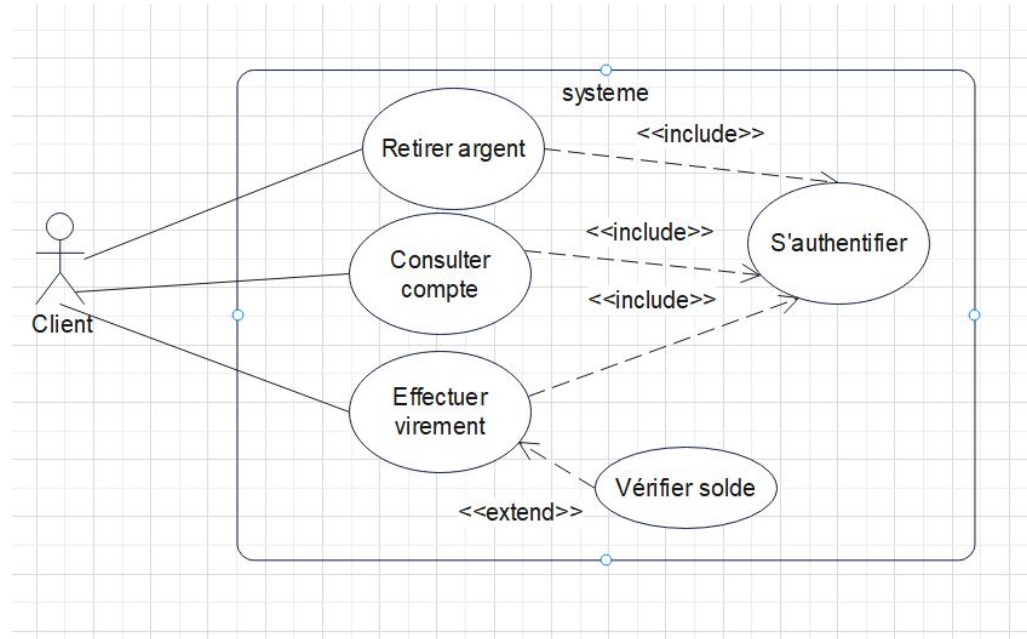 systeme
<<include>>
Retirer argent
<<include>>
S'authentifier
Consulter
compte
<<include>>
Client
Effectuer
virement
Vérifier solde
<<extend>>